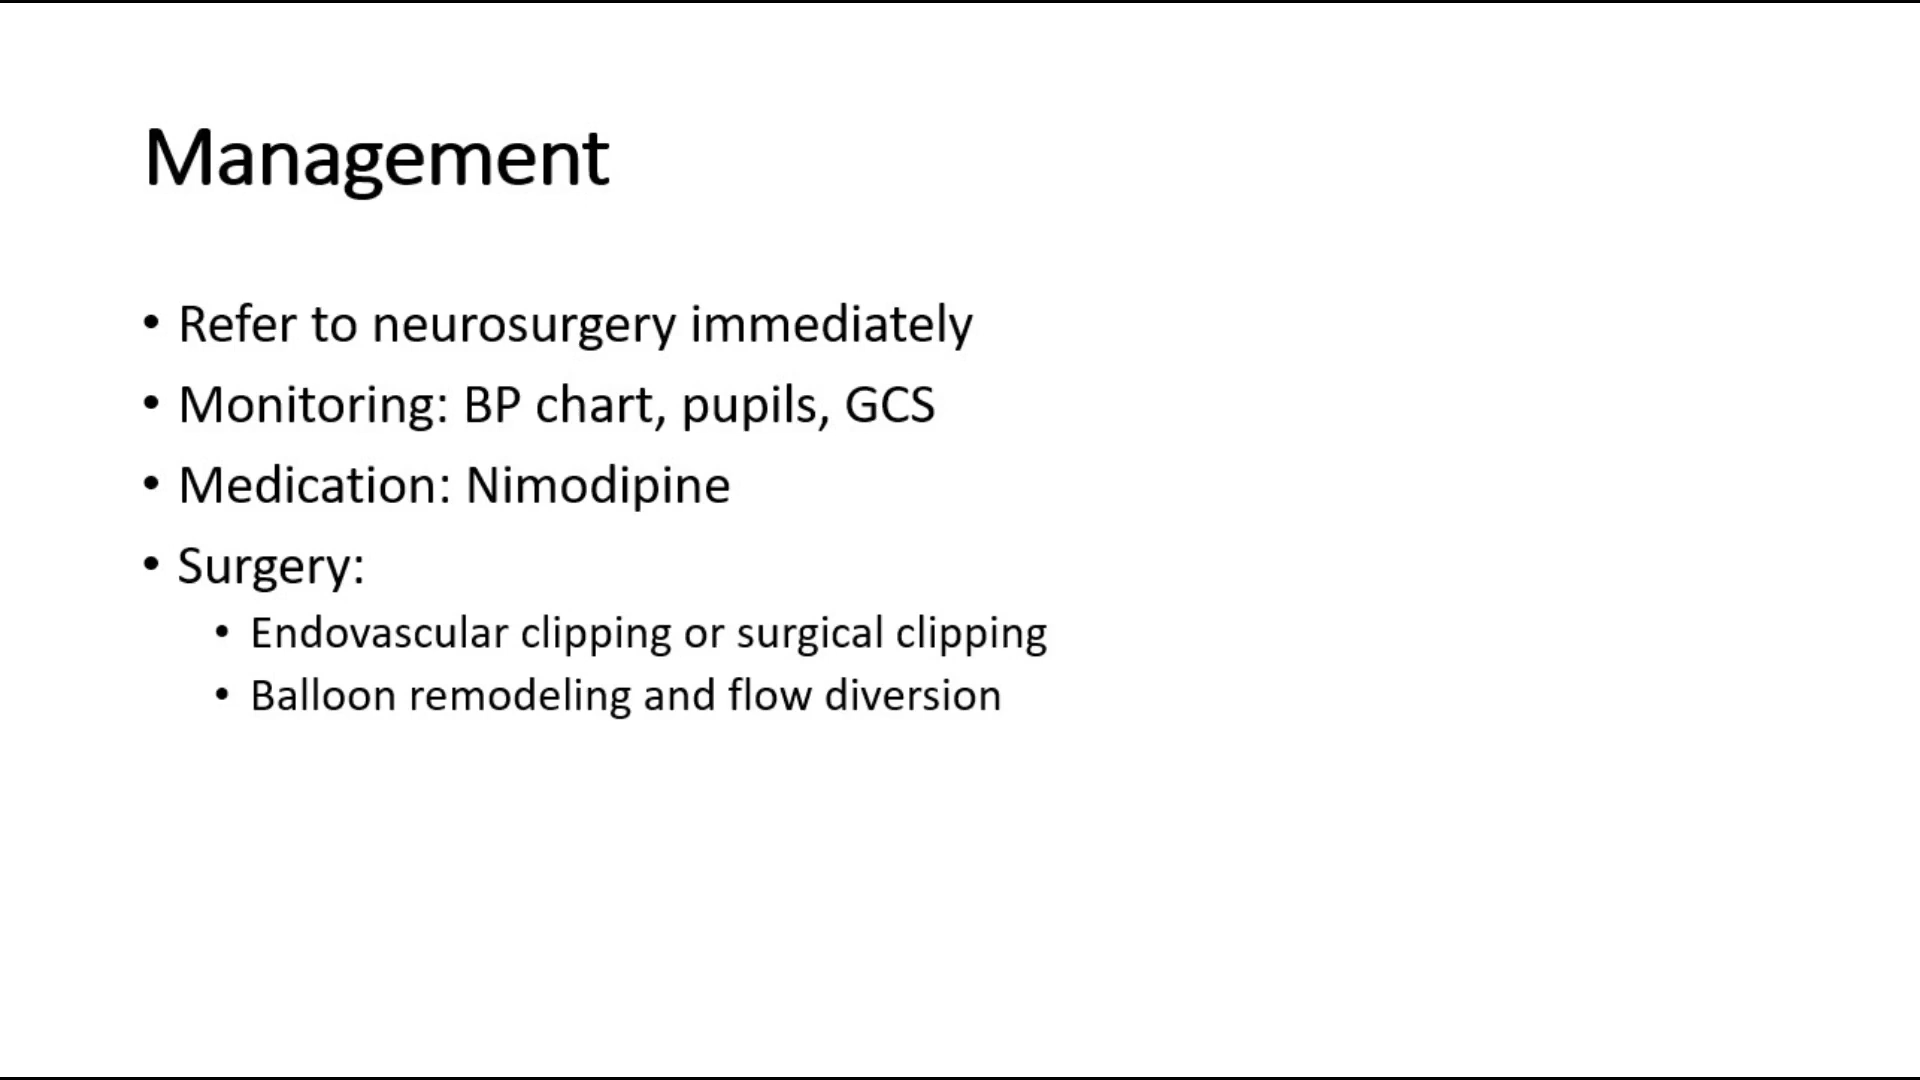 Management
• Refer to neurosurgery immediately
• Monitoring: BP chart, pupils, GCS
• Medication: Nimodipine
• Surgery:
• Endovascular clipping or surgical clipping
• Balloon remodeling and flow diversion